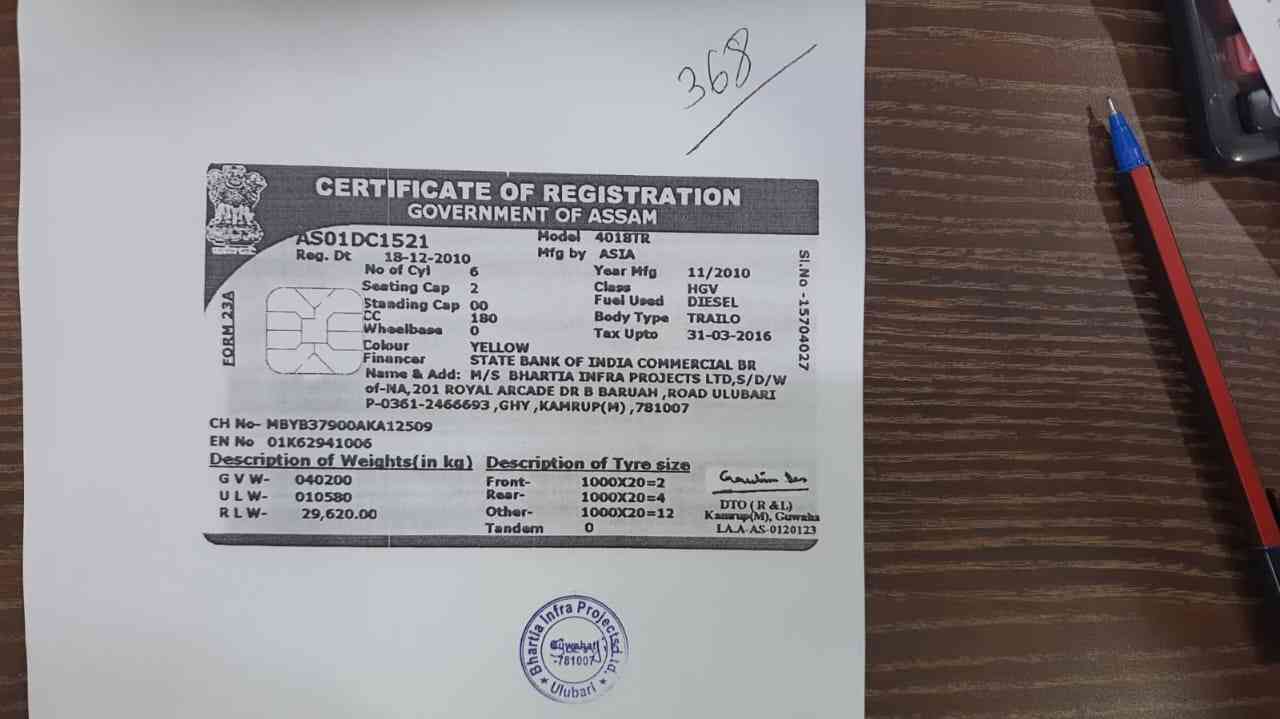 368
CERTIFICATE OF REGISTRATION
GOVERNMENT OF ASSAM
AS01DC1521
Reg. Dt 18-12-2010
Model 4018TR
Mfg by ASIA
No of Cyl 6
Seating Cap 2
Standing Cap 00
CC 180
Wheelbase 0
Colour YELLOW
Year Mfg 11/2010
Class HGV
Fuel Used DIESEL
Body Type TRAILO
Tax Upto 31-03-2016
Financer STATE BANK OF INDIA COMMERCIAL BR
Name & Add: M/S BHARTIA INFRA PROJECTS LTD,S/D/W
of-NA,201 ROYAL ARCADE DR B BARUAH ,ROAD ULUBARI
P-0361-2466693 ,GHY ,KAMRUP(M) ,781007
FORM 23A
Sl.No -15704027
CH No- MBYB37900AKA12509
EN No 01K62941006
Description of Weights(in kg)
G V W- 040200
U L W- 010580
R L W- 29,620.00
Description of Tyre size
Front- 1000X20=2
Rear- 1000X20=4
Other- 1000X20=12
Tandem 0
DTO ( R &L)
Kamrup(M), Guwaha
LA.A-AS-0120123
Bhartia Infra Projects Ltd.
Guwahati
-781007
Ulubari